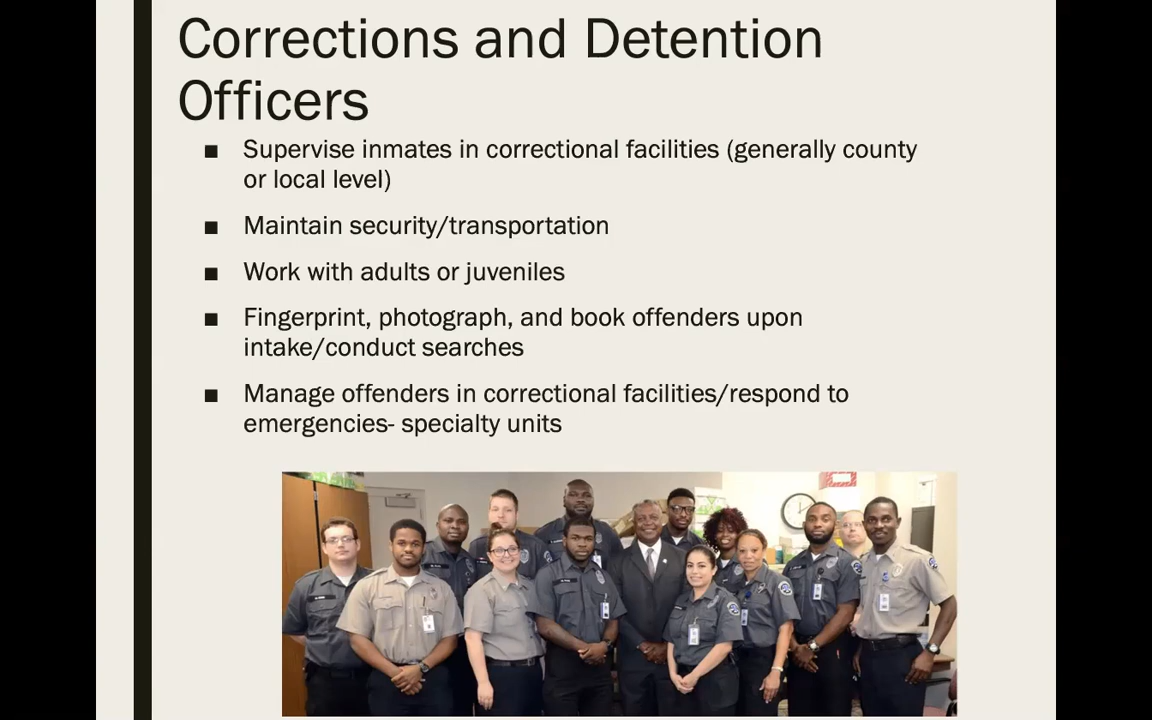 Corrections and Detention
Officers
■ Supervise inmates in correctional facilities (generally county
or local level)
■ Maintain security/transportation
■ Work with adults or juveniles
■ Fingerprint, photograph, and book offenders upon
intake/conduct searches
■ Manage offenders in correctional facilities/respond to
emergencies- specialty units